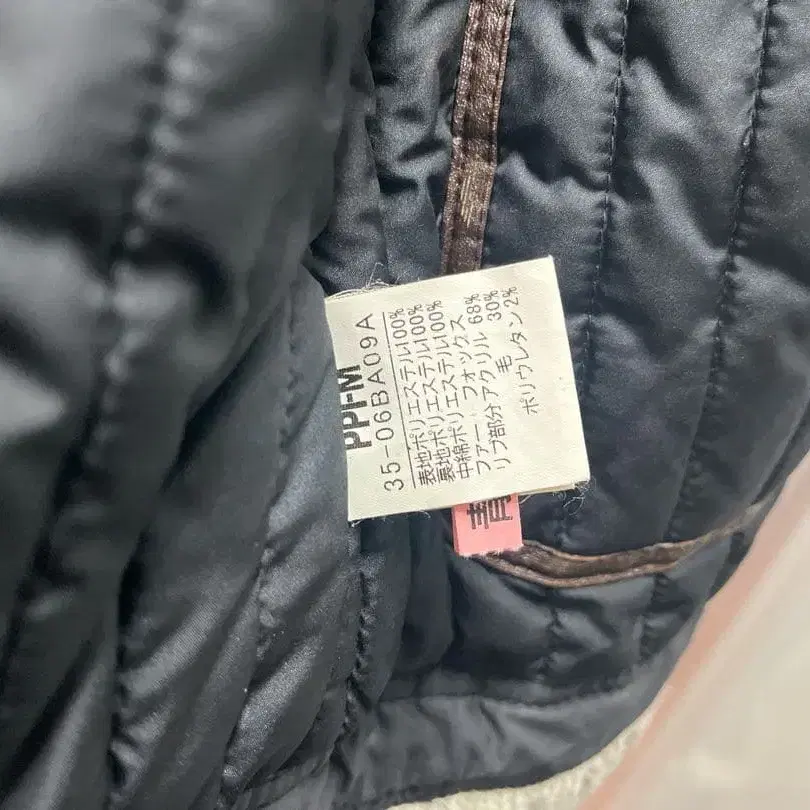 PPFM
35-06BA09A
表地ポリエステル100%
裏地ポリエステル100%
中綿ポリエステル100%
ファー フォックス
リブ部分アクリル 68%
毛 30%
ポリウレタン 2%
青